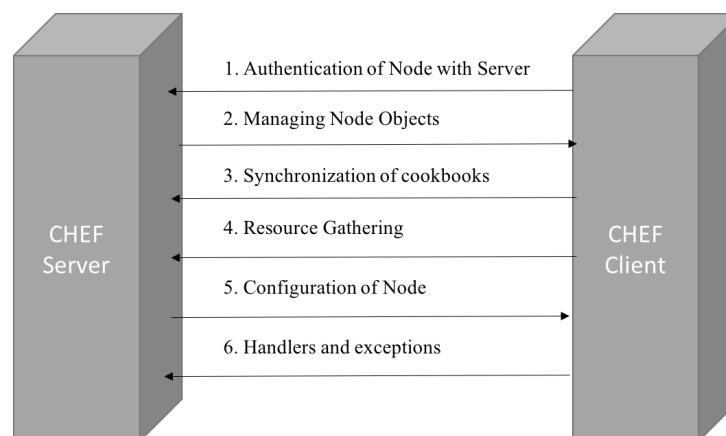 1. Authentication of Node with Server
2. Managing Node Objects
3. Synchronization of cookbooks
4. Resource Gathering
CHEF
Server
CHEF
Client
5. Configuration of Node
6. Handlers and exceptions